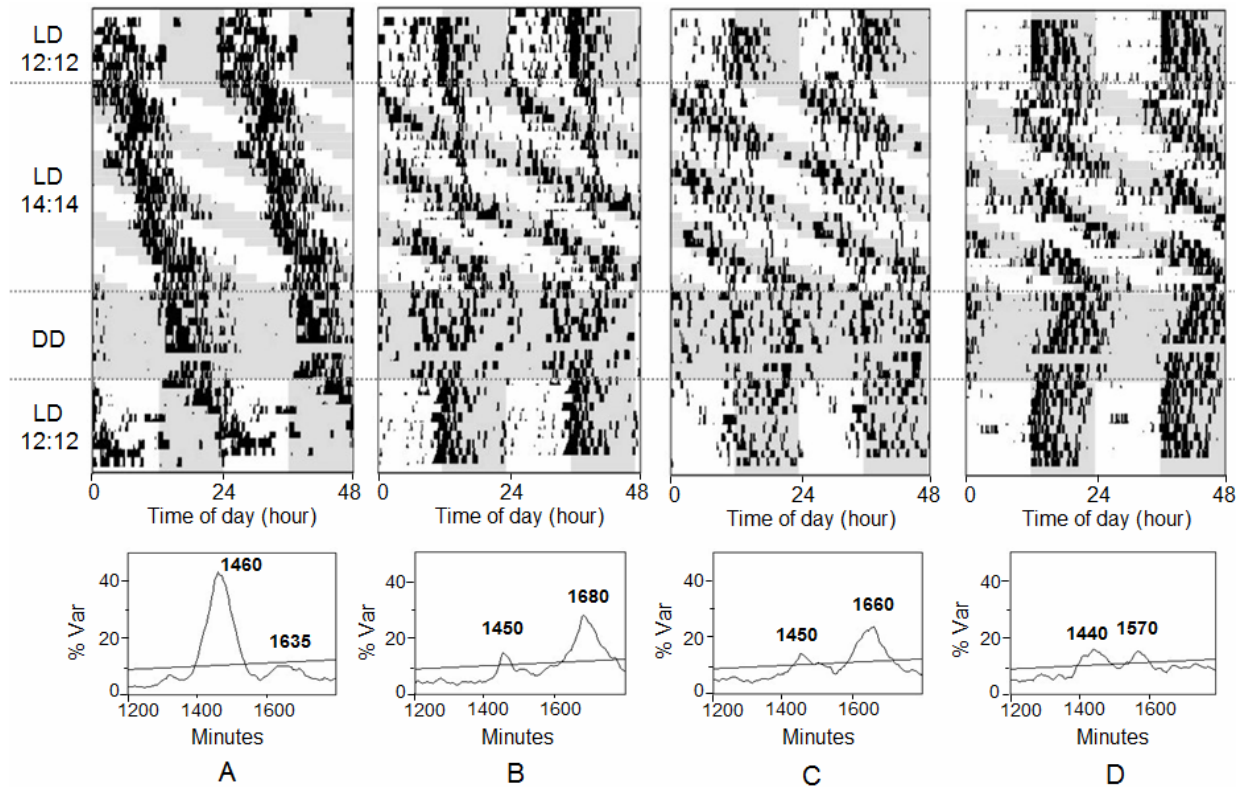 LD
12:12
LD
14:14
DD
LD
12:12
0 24 48
Time of day (hour)
0 24 48
Time of day (hour)
0 24 48
Time of day (hour)
0 24 48
Time of day (hour)
% Var
40
20
0
1460
1635
1200 1400 1600
Minutes
A
% Var
40
20
0
1450
1680
1200 1400 1600
Minutes
B
% Var
40
20
0
1450
1660
1200 1400 1600
Minutes
C
% Var
40
20
0
1440 1570
1200 1400 1600
Minutes
D